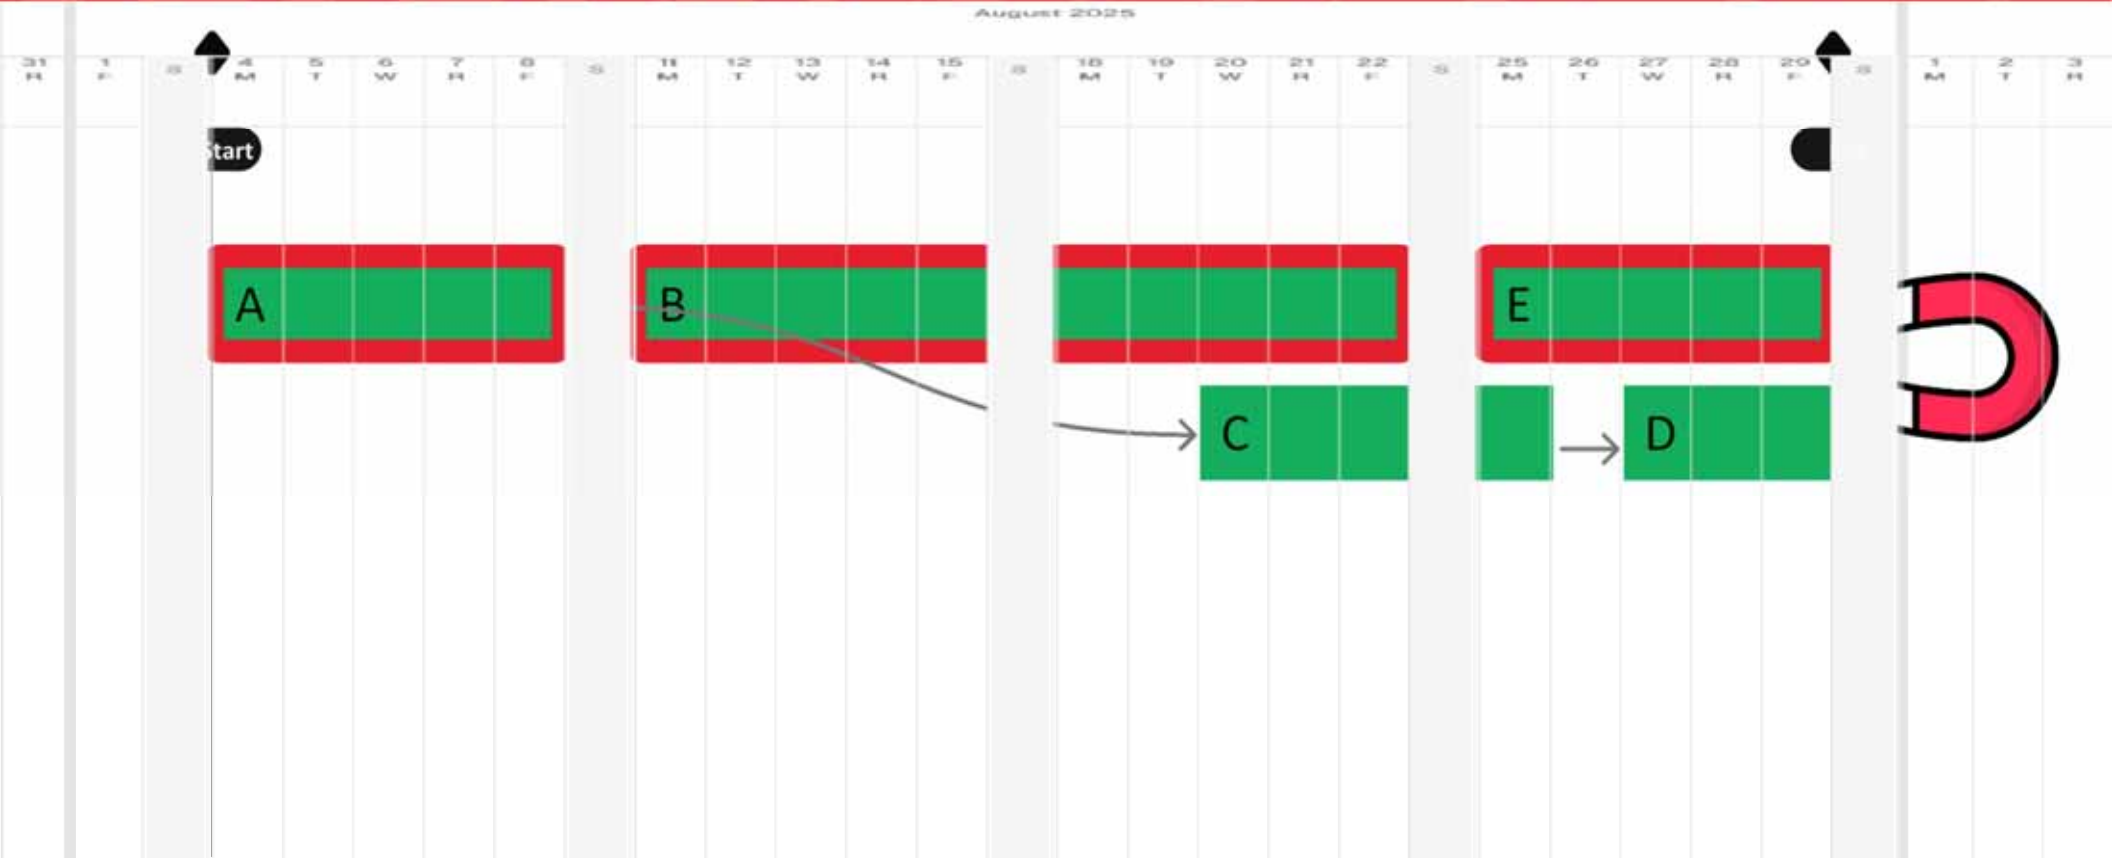 August 2025
31 1 4 5 6 7 8 11 12 13 14 15 18 19 20 21 22 25 26 27 28 29 1 2 3
R F S M T W R F S M T W R F S M T W R F S M T W R F S M T R
Start
A B E
C D